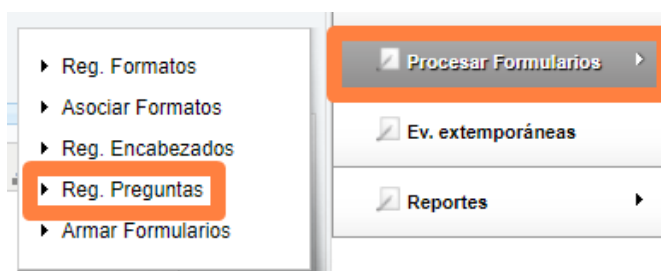 Reg. Formatos
Asociar Formatos
Reg. Encabezados
Reg. Preguntas
Armar Formularios
Procesar Formularios
Ev. extemporáneas
Reportes